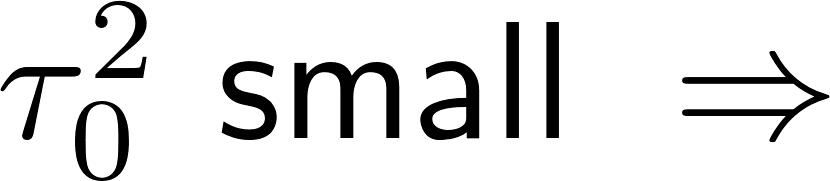 τ₀² small ⟹